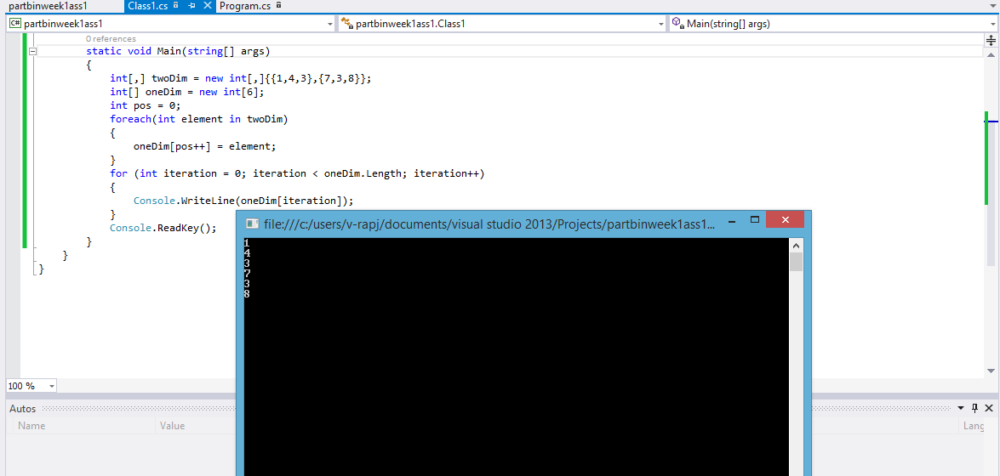 partbinweek1ass1 Class1.cs Program.cs
C# partbinweek1ass1 partbinweek1ass1.Class1 Main(string[] args)
0 references
static void Main(string[] args)
{
int[,] twoDim = new int[,]{{1,4,3},{7,3,8}};
int[] oneDim = new int[6];
int pos = 0;
foreach(int element in twoDim)
{
oneDim[pos++] = element;
}
for (int iteration = 0; iteration < oneDim.Length; iteration++)
{
Console.WriteLine(oneDim[iteration]);
}
Console.ReadKey();
}
}
}
file:///c:/users/v-rapj/documents/visual studio 2013/Projects/partbinweek1ass1...
1
4
3
7
3
8
100 %
Autos
Name Value Lang